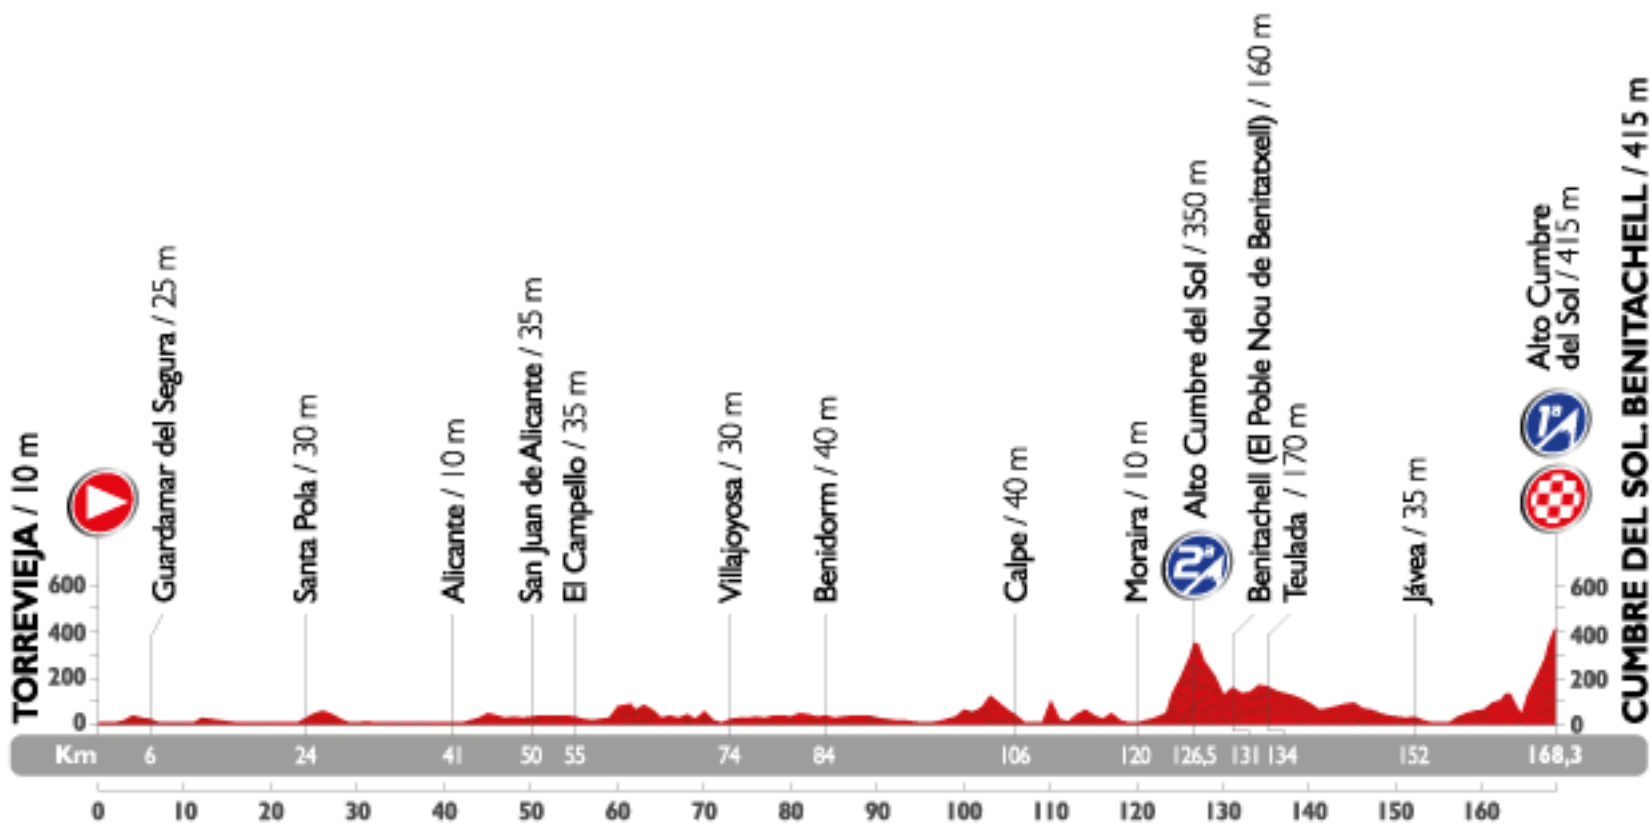 TORREVIEJA / 10 m
Guardamar del Segura / 25 m
Santa Pola / 30 m
Alicante / 10 m
San Juan de Alicante / 35 m
El Campello / 35 m
Villajoyosa / 30 m
Benidorm / 40 m
Calpe / 40 m
Moraira / 10 m
2ª
Alto Cumbre del Sol / 350 m
Benitachell (El Poble Nou de Benitatxell) / 160 m
Teulada / 170 m
Jávea / 35 m
1ª
Alto Cumbre
del Sol / 415 m
CUMBRE DEL SOL. BENITACHELL / 415 m
600
400
200
0
600
400
200
0
Km 6 24 41 50 55 74 84 106 120 126,5 131 134 152 168,3
0 10 20 30 40 50 60 70 80 90 100 110 120 130 140 150 160